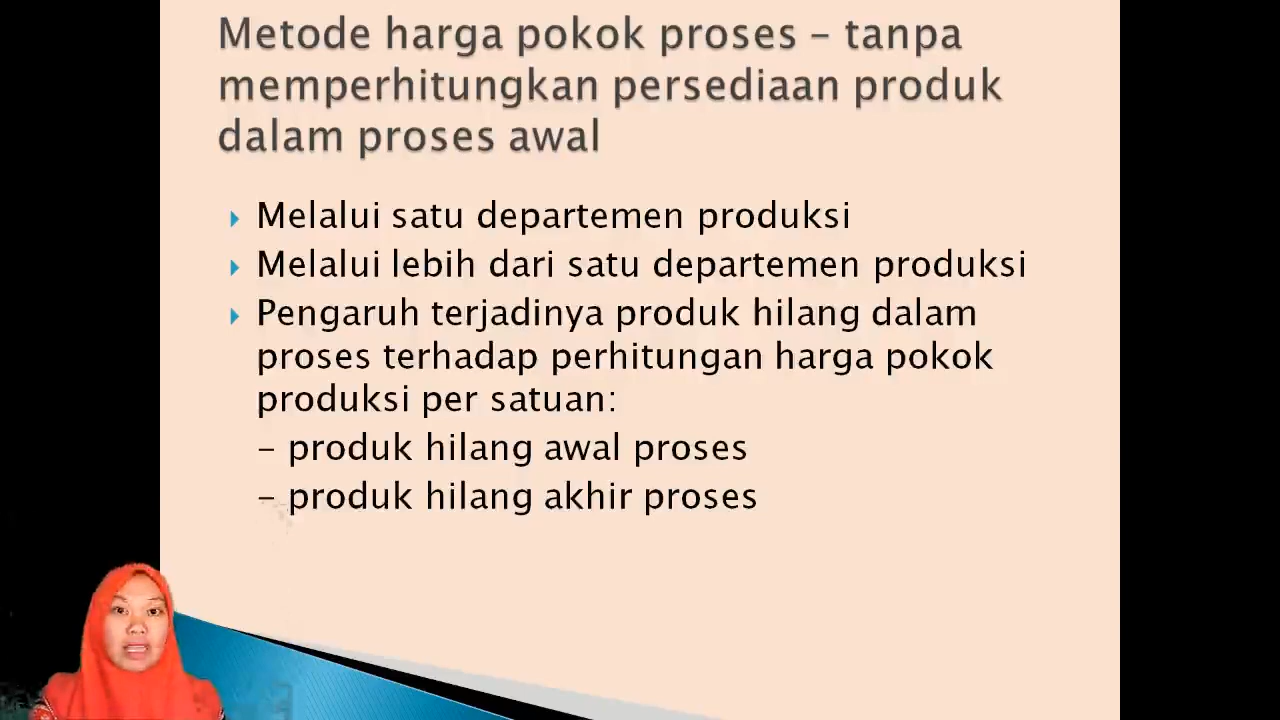 Metode harga pokok proses – tanpa
memperhitungkan persediaan produk
dalam proses awal
Melalui satu departemen produksi
Melalui lebih dari satu departemen produksi
Pengaruh terjadinya produk hilang dalam
proses terhadap perhitungan harga pokok
produksi per satuan:
– produk hilang awal proses
– produk hilang akhir proses